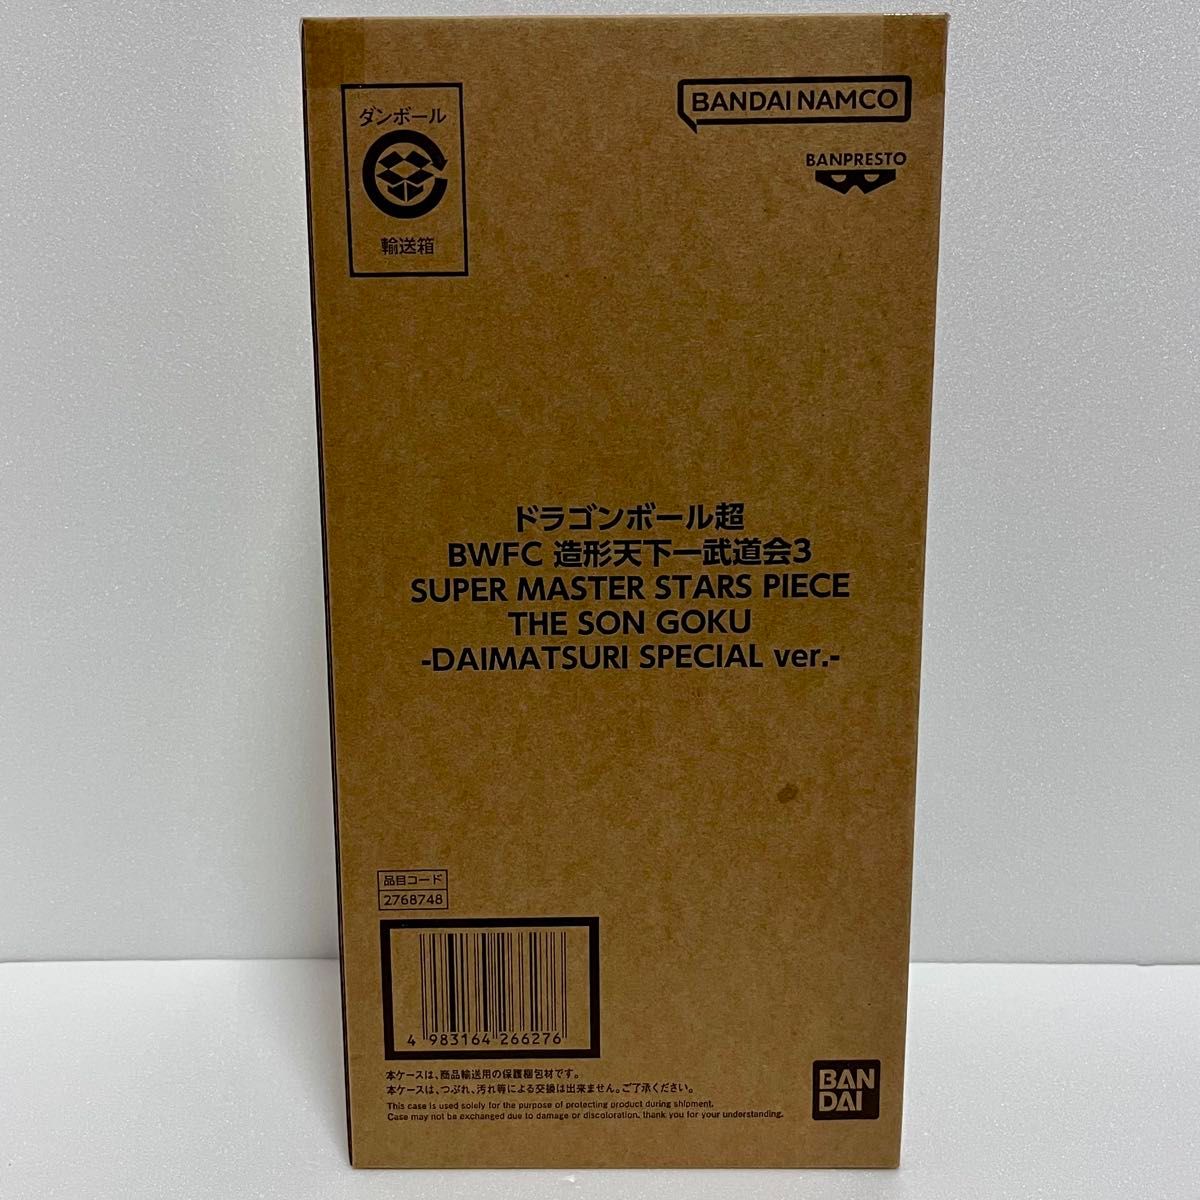 ダンボール
輸送箱
BANDAI NAMCO
BANPRESTO
ドラゴンボール超
BWFC 造形天下一武道会3
SUPER MASTER STARS PIECE
THE SON GOKU
-DAIMATSURI SPECIAL ver.-
品目コード
2768748
4 983164 266276
本ケースは、商品輸送用の保護梱包材です。
本ケースは、つぶれ、汚れ等による交換は出来ません。ご了承ください。
This case is used solely for the purpose of protecting product during shipment.
Case may not be exchanged due to damage or discoloration, thank you for your understanding.
BAN
DAI